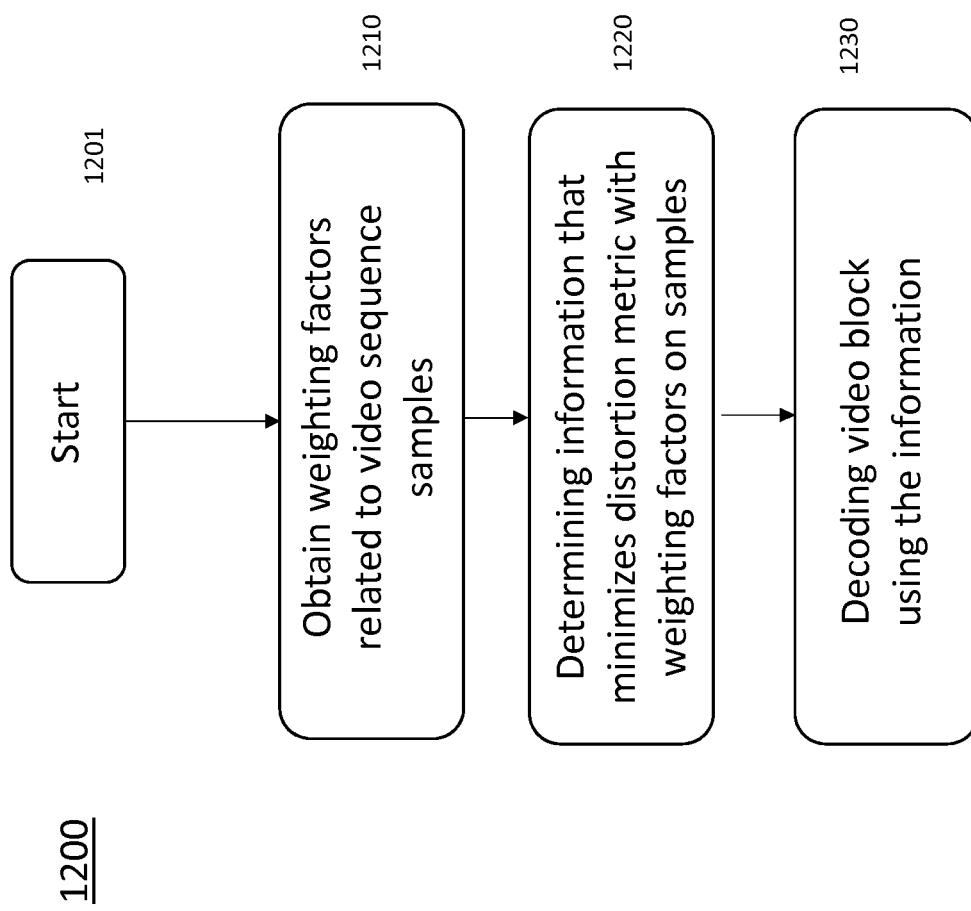 1200
Start
1201
Obtain weighting factors
related to video sequence
samples
1210
Determining information that
minimizes distortion metric with
weighting factors on samples
1220
Decoding video block
using the information
1230